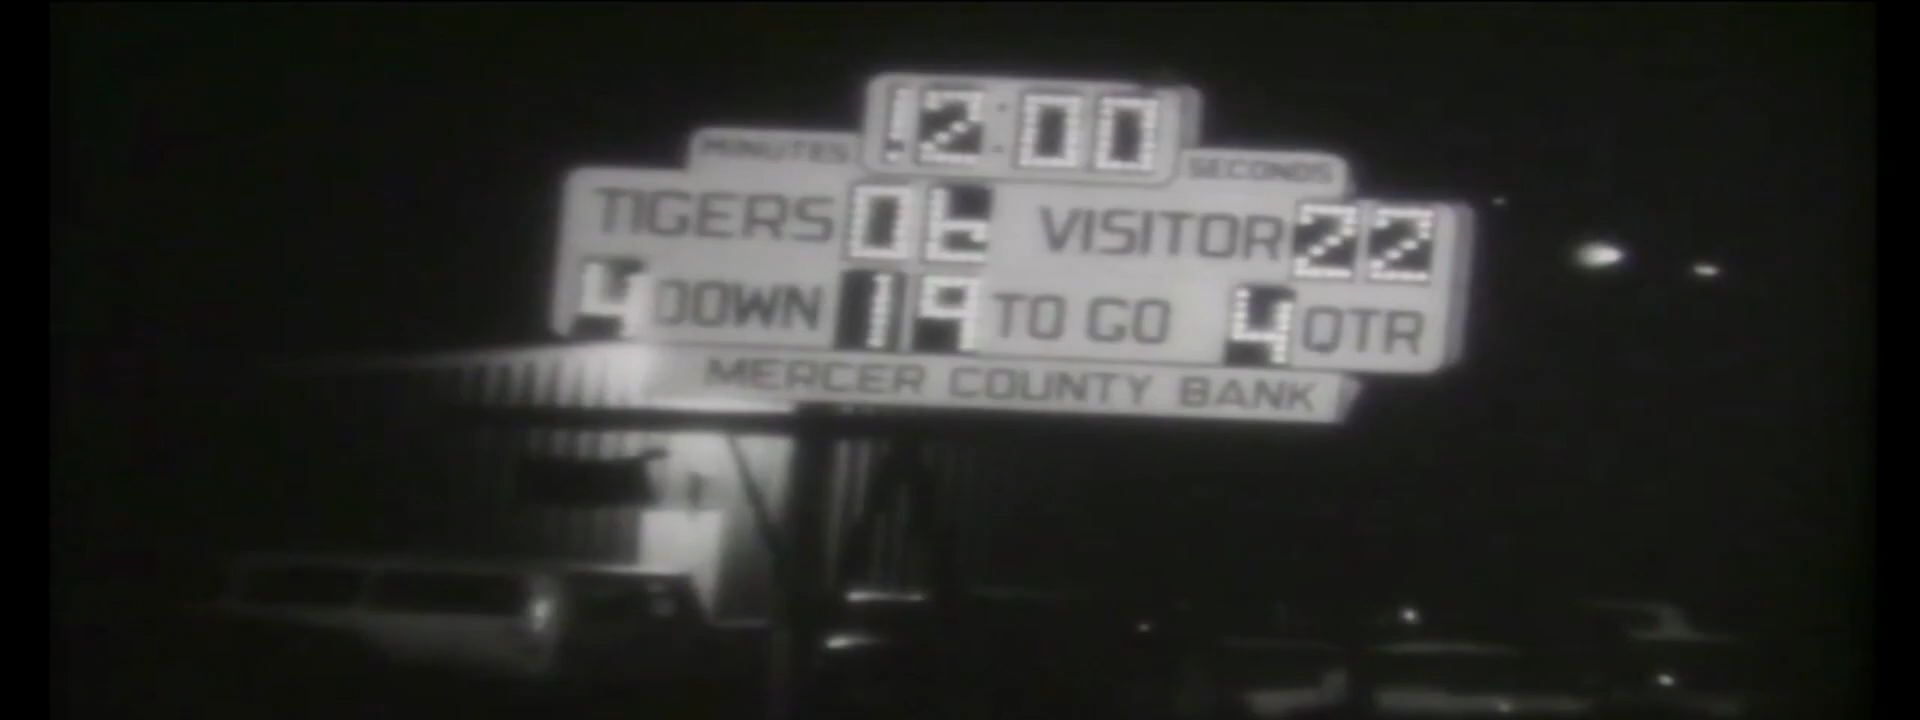 12:00
MINUTES SECONDS
TIGERS 06 VISITOR 22
4 DOWN 19 TO GO 4 QTR
MERCER COUNTY BANK